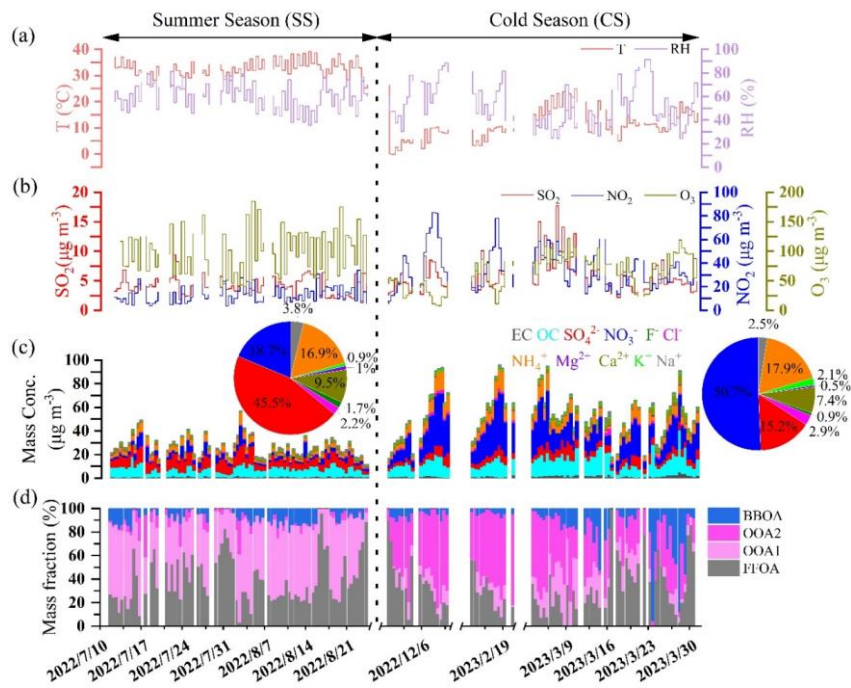 Summer Season (SS)
Cold Season (CS)
(a)
40
30
20
10
0
T (°C)
T
RH
100
80
60
40
20
0
RH (%)
(b)
20
15
10
5
0
SO₂(μg m⁻³)
SO₂
NO₂
O₃
100
80
60
40
20
0
NO₂ (μg m⁻³)
200
150
100
50
0
O₃ (μg m⁻³)
(c)
100
80
60
40
20
0
Mass Conc.
(μg m⁻³)
3.8%
16.9%
0.9%
1%
9.5%
1.7%
2.2%
45.5%
18.7%
EC OC SO₄²⁻ NO₃⁻ F⁻ Cl⁻
NH₄⁺ Mg²⁺ Ca²⁺ K⁺ Na⁺
2.5%
17.9%
2.1%
0.5%
7.4%
0.9%
2.9%
15.2%
50.7%
(d)
100
80
60
40
20
0
Mass fraction (%)
BBOA
OOA2
OOA1
FFOA
2022/7/10
2022/7/17
2022/7/24
2022/7/31
2022/8/7
2022/8/14
2022/8/21
2022/12/6
2023/2/19
2023/3/9
2023/3/16
2023/3/23
2023/3/30